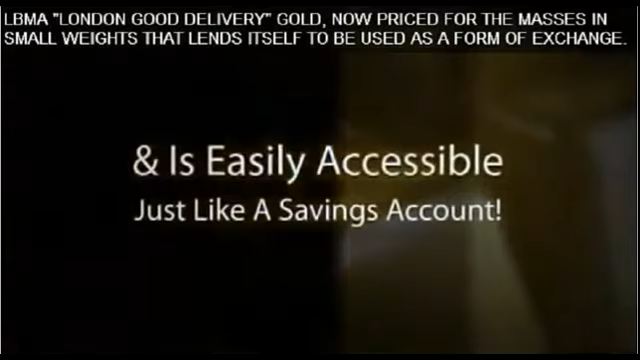 LBMA "LONDON GOOD DELIVERY" GOLD, NOW PRICED FOR THE MASSES IN
SMALL WEIGHTS THAT LENDS ITSELF TO BE USED AS A FORM OF EXCHANGE.
& Is Easily Accessible
Just Like A Savings Account!